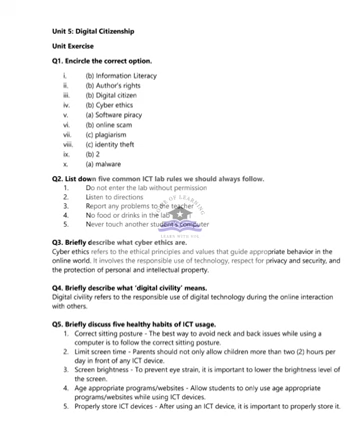 Unit 5: Digital Citizenship
Unit Exercise
Q1. Encircle the correct option.
i. (b) Information Literacy
ii. (b) Author's rights
iii. (b) Digital citizen
iv. (b) Cyber ethics
v. (a) Software piracy
vi. (b) online scam
vii. (c) plagiarism
viii. (c) identity theft
ix. (b) 2
x. (a) malware
Q2. List down five common ICT lab rules we should always follow.
1. Do not enter the lab without permission
2. Listen to directions
3. Report any problems to the teacher
4. No food or drinks in the lab
5. Never touch another student's computer
Q3. Briefly describe what cyber ethics are.
Cyber ethics refers to the ethical principles and values that guide appropriate behavior in the
online world. It involves the responsible use of technology, respect for privacy and security, and
the protection of personal and intellectual property.
Q4. Briefly describe what 'digital civility' means.
Digital civility refers to the responsible use of digital technology during the online interaction
with others.
Q5. Briefly discuss five healthy habits of ICT usage.
1. Correct sitting posture - The best way to avoid neck and back issues while using a
computer is to follow the correct sitting posture.
2. Limit screen time - Parents should not only allow children more than two (2) hours per
day in front of any ICT device.
3. Screen brightness - To prevent eye strain, it is important to lower the brightness level of
the screen.
4. Age appropriate programs/websites - Allow students to only use age appropriate
programs/websites while using ICT devices.
5. Properly store ICT devices - After using an ICT device, it is important to properly store it.